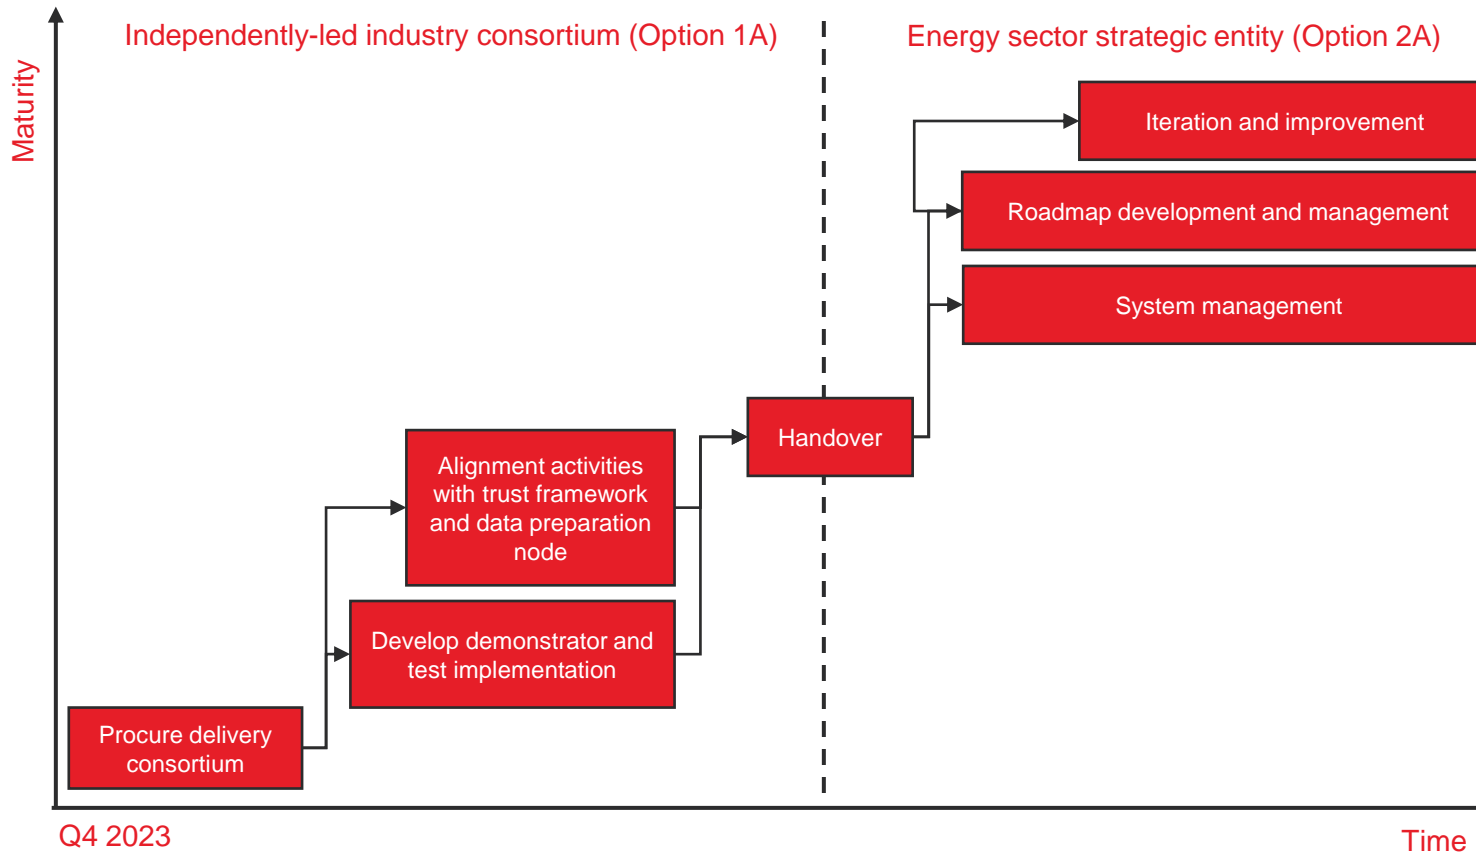 Independently-led industry consortium (Option 1A)
Energy sector strategic entity (Option 2A)
Maturity
Iteration and improvement
Roadmap development and management
System management
Handover
Alignment activities
with trust framework
and data preparation
node
Develop demonstrator and
test implementation
Procure delivery
consortium
Q4 2023
Time